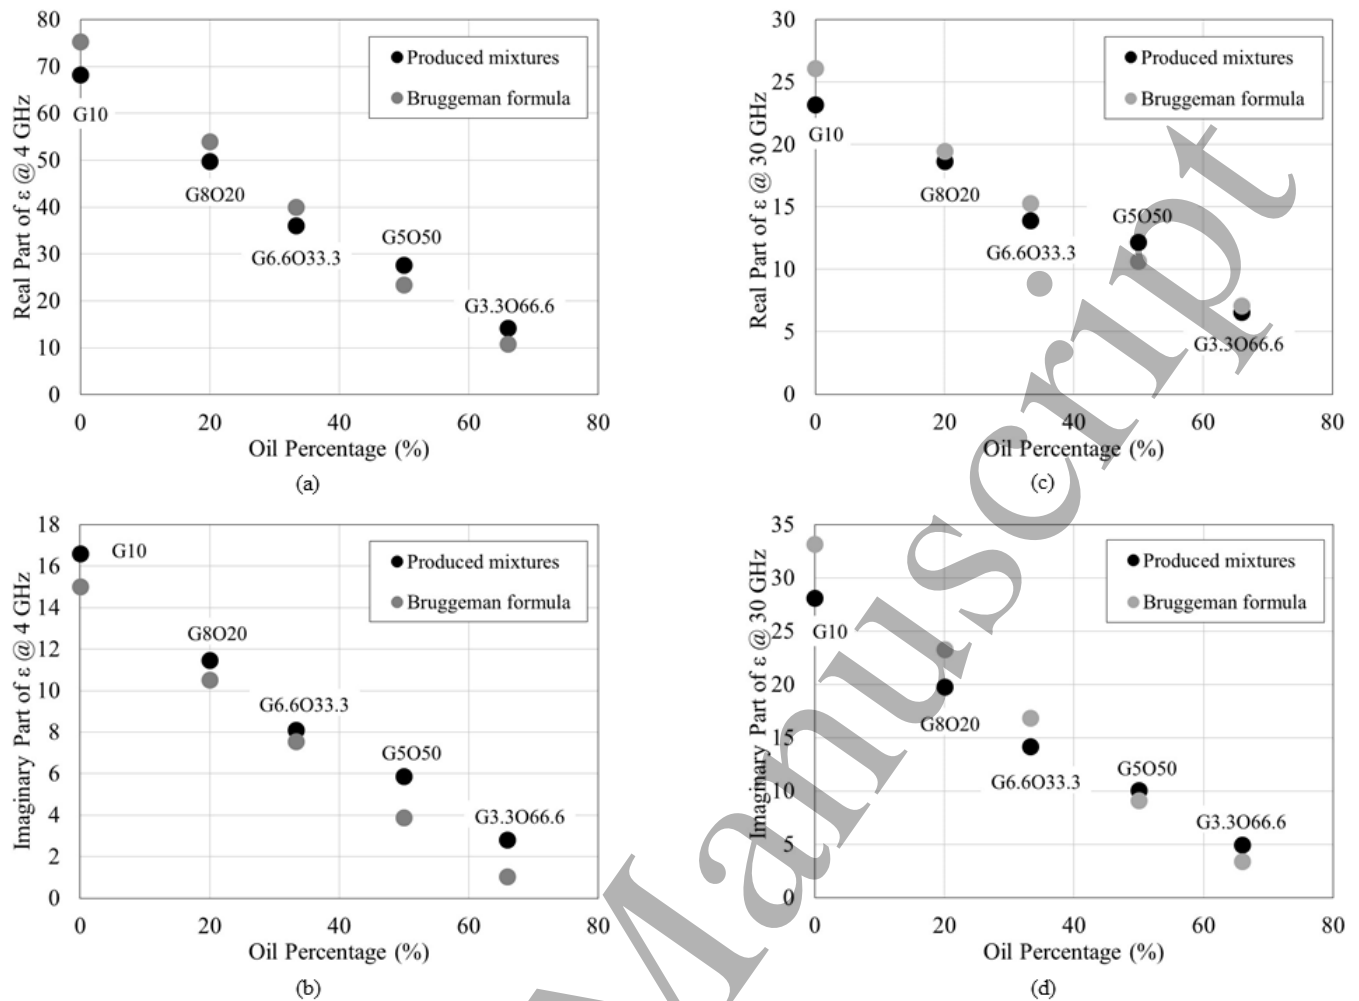 80
70
60
50
40
30
20
10
0
Real Part of ε @ 4 GHz
Produced mixtures
Bruggeman formula
G10
G8O20
G6.6O33.3
G5O50
G3.3O66.6
0 20 40 60 80
Oil Percentage (%)
(a)
30
25
20
15
10
5
0
Real Part of ε @ 30 GHz
Produced mixtures
Bruggeman formula
G10
G8O20
G6.6O33.3
G5O50
G3.3O66.6
0 20 40 60 80
Oil Percentage (%)
(c)
18
16
14
12
10
8
6
4
2
0
Imaginary Part of ε @ 4 GHz
Produced mixtures
Bruggeman formula
G10
G8O20
G6.6O33.3
G5O50
G3.3O66.6
0 20 40 60 80
Oil Percentage (%)
(b)
35
30
25
20
15
10
5
0
Imaginary Part of ε @ 30 GHz
Produced mixtures
Bruggeman formula
G10
G8O20
G6.6O33.3
G5O50
G3.3O66.6
0 20 40 60 80
Oil Percentage (%)
(d)
Manuscript